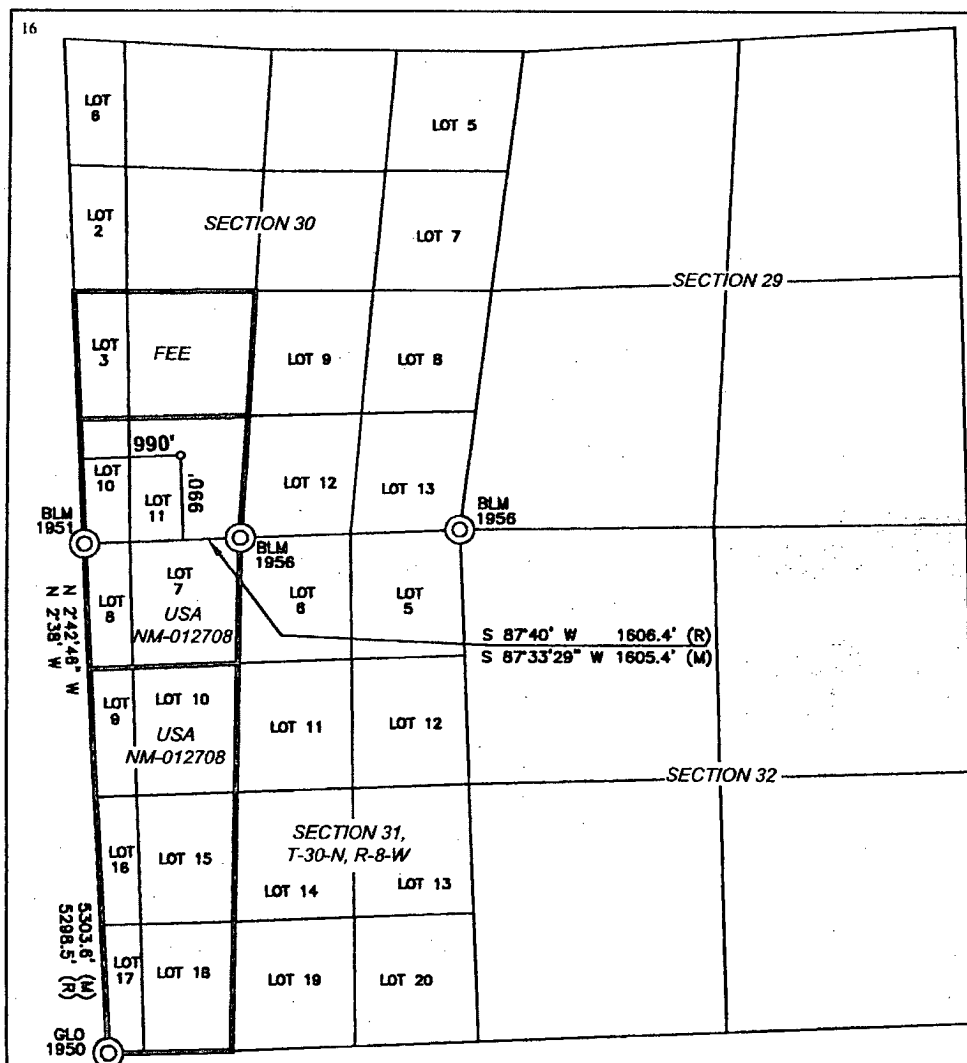 16
LOT
6
LOT 5
LOT
2
SECTION 30
LOT 7
SECTION 29
LOT
3
FEE
LOT 9
LOT 8
990'
LOT
10
LOT
11
990'
LOT 12
LOT 13
BLM
1951
BLM
1956
BLM
1956
LOT
8
LOT
7
USA
NM-012708
LOT
6
LOT
5
N 2°42'46" W
N 2°38' W
S 87°40' W 1606.4' (R)
S 87°33'29" W 1605.4' (M)
LOT
9
LOT 10
USA
NM-012708
LOT 11
LOT 12
SECTION 32
LOT
16
LOT 15
SECTION 31,
T-30-N, R-8-W
LOT 14
LOT 13
5303.6' (M)
5298.5' (R)
LOT
17
LOT 18
LOT 19
LOT 20
GLO
1950